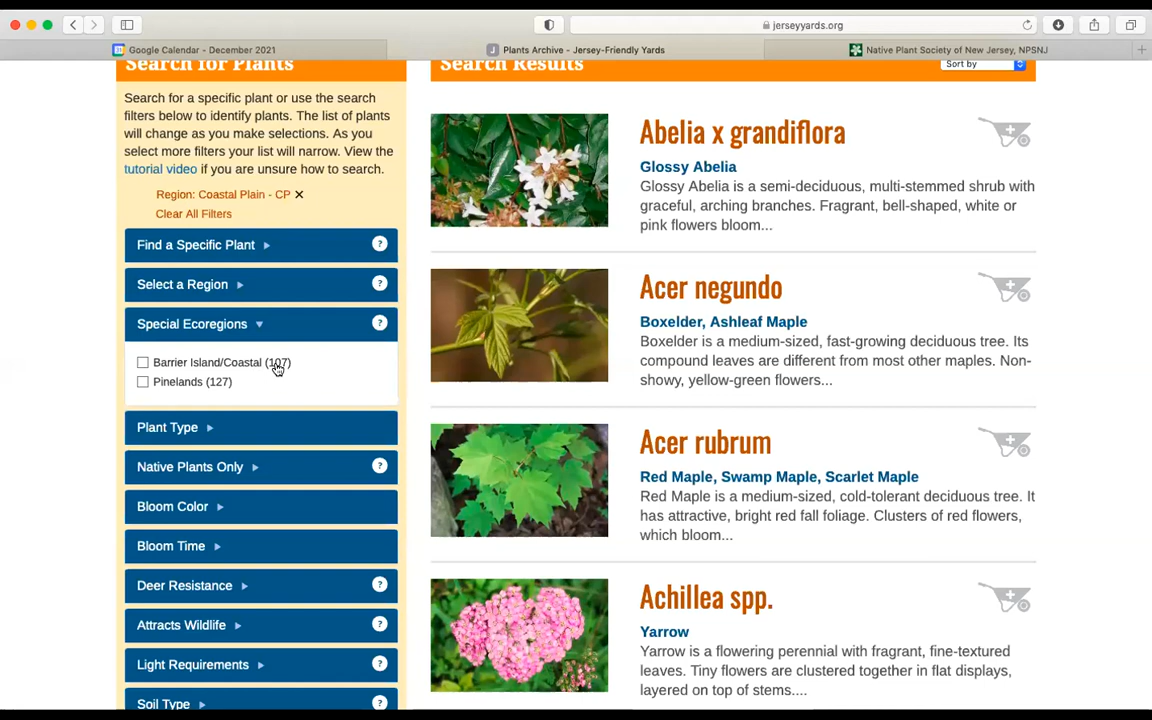 jerseyyards.org
Google Calendar - December 2021
Plants Archive - Jersey-Friendly Yards
Native Plant Society of New Jersey, NPSNJ
Search for Plants
Search for a specific plant or use the search
filters below to identify plants. The list of plants
will change as you make selections. As you
select more filters your list will narrow. View the
tutorial video if you are unsure how to search.
Region: Coastal Plain - CP ✕
Clear All Filters
Find a Specific Plant
Select a Region
Special Ecoregions
Barrier Island/Coastal (107)
Pinelands (127)
Plant Type
Native Plants Only
Bloom Color
Bloom Time
Deer Resistance
Attracts Wildlife
Light Requirements
Soil Type
Search Results
Sort by
Abelia x grandiflora
Glossy Abelia
Glossy Abelia is a semi-deciduous, multi-stemmed shrub with
graceful, arching branches. Fragrant, bell-shaped, white or
pink flowers bloom...
Acer negundo
Boxelder, Ashleaf Maple
Boxelder is a medium-sized, fast-growing deciduous tree. Its
compound leaves are different from most other maples. Non-
showy, yellow-green flowers...
Acer rubrum
Red Maple, Swamp Maple, Scarlet Maple
Red Maple is a medium-sized, cold-tolerant deciduous tree. It
has attractive, bright red fall foliage. Clusters of red flowers,
which bloom...
Achillea spp.
Yarrow
Yarrow is a flowering perennial with fragrant, fine-textured
leaves. Tiny flowers are clustered together in flat displays,
layered on top of stems....